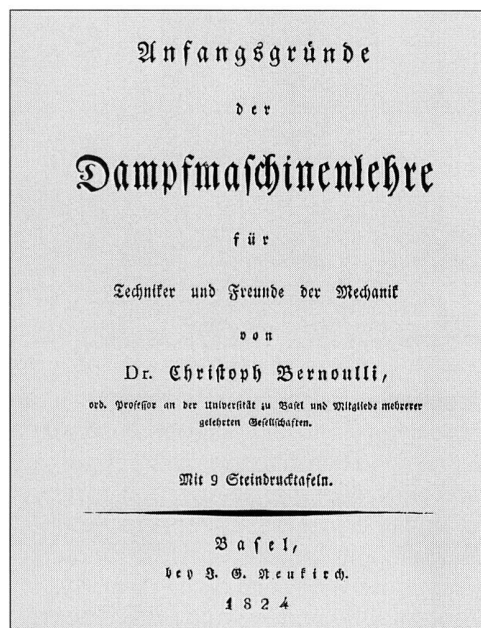 Anfangsgründe
der
Dampfmaschinenlehre
für
Techniker und Freunde der Mechanik
von
Dr. Christoph Bernoulli,
ord. Professor an der Universität zu Basel und Mitgliede mehrerer
gelehrten Gesellschaften.
Mit 9 Steindrucktafeln.
Basel,
bey J. G. Neukirch.
1824